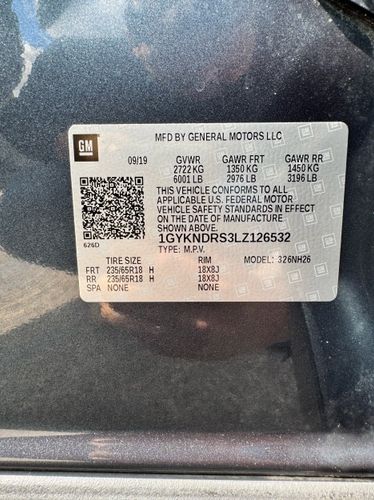 GM
MFD BY GENERAL MOTORS LLC
09/19 GVWR GAWR FRT GAWR RR
2722 KG 1350 KG 1450 KG
6001 LB 2976 LB 3196 LB
THIS VEHICLE CONFORMS TO ALL
APPLICABLE U.S. FEDERAL MOTOR
VEHICLE SAFETY STANDARDS IN
EFFECT ON THE DATE OF MANUFACTURE
SHOWN ABOVE.
1GYKNDRS3LZ126532
626D
TYPE: M.P.V.
TIRE SIZE RIM MODEL: 326NH26
FRT 235/65R18 H 18X8J
RR 235/65R18 H 18X8J
SPA NONE NONE